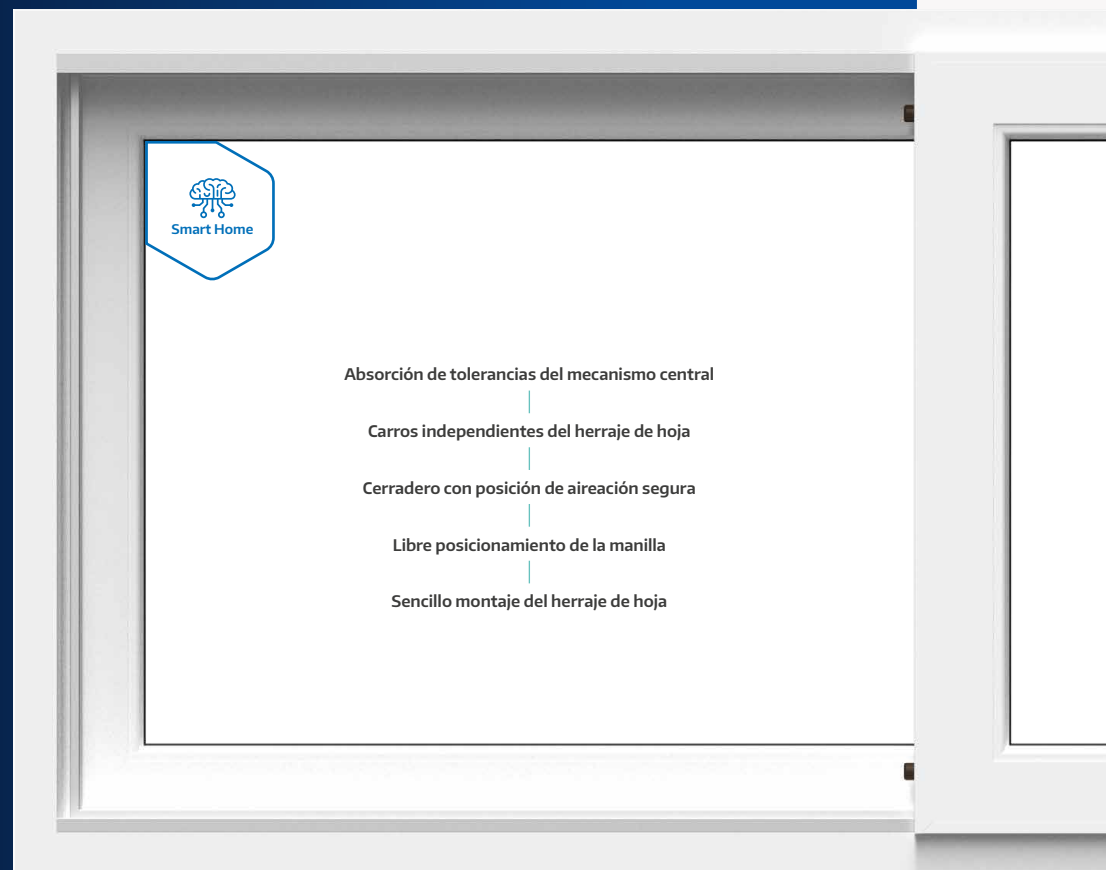 Smart Home
Absorción de tolerancias del mecanismo central
Carros independientes del herraje de hoja
Cerradero con posición de aireación segura
Libre posicionamiento de la manilla
Sencillo montaje del herraje de hoja